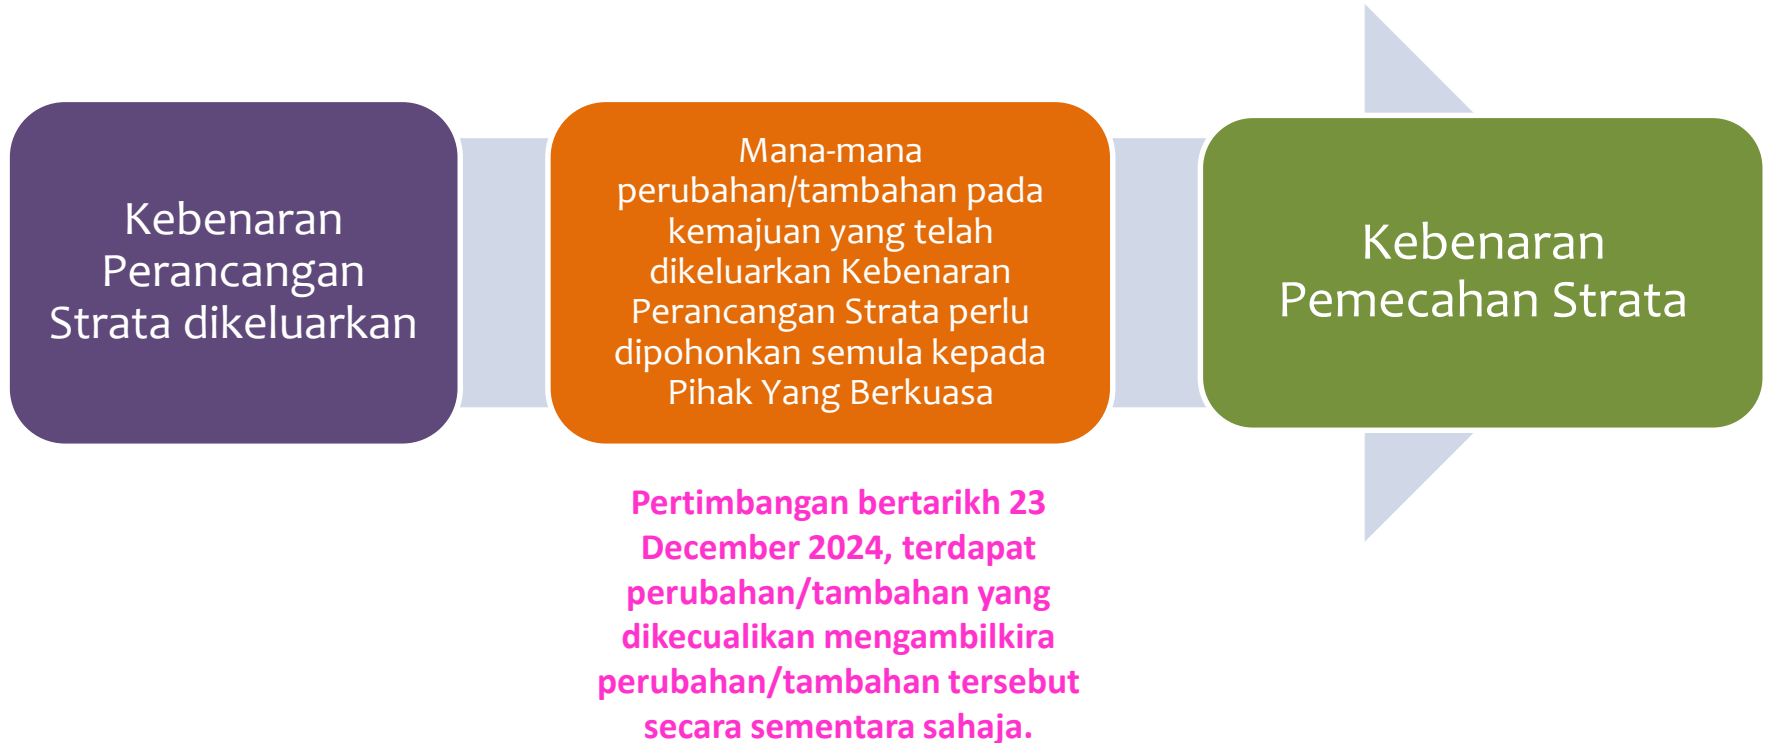 Kebenaran
Perancangan
Strata dikeluarkan
Mana-mana
perubahan/tambahan pada
kemajuan yang telah
dikeluarkan Kebenaran
Perancangan Strata perlu
dipohonkan semula kepada
Pihak Yang Berkuasa
Kebenaran
Pemecahan Strata
Pertimbangan bertarikh 23
December 2024, terdapat
perubahan/tambahan yang
dikecualikan mengambilkira
perubahan/tambahan tersebut
secara sementara sahaja.